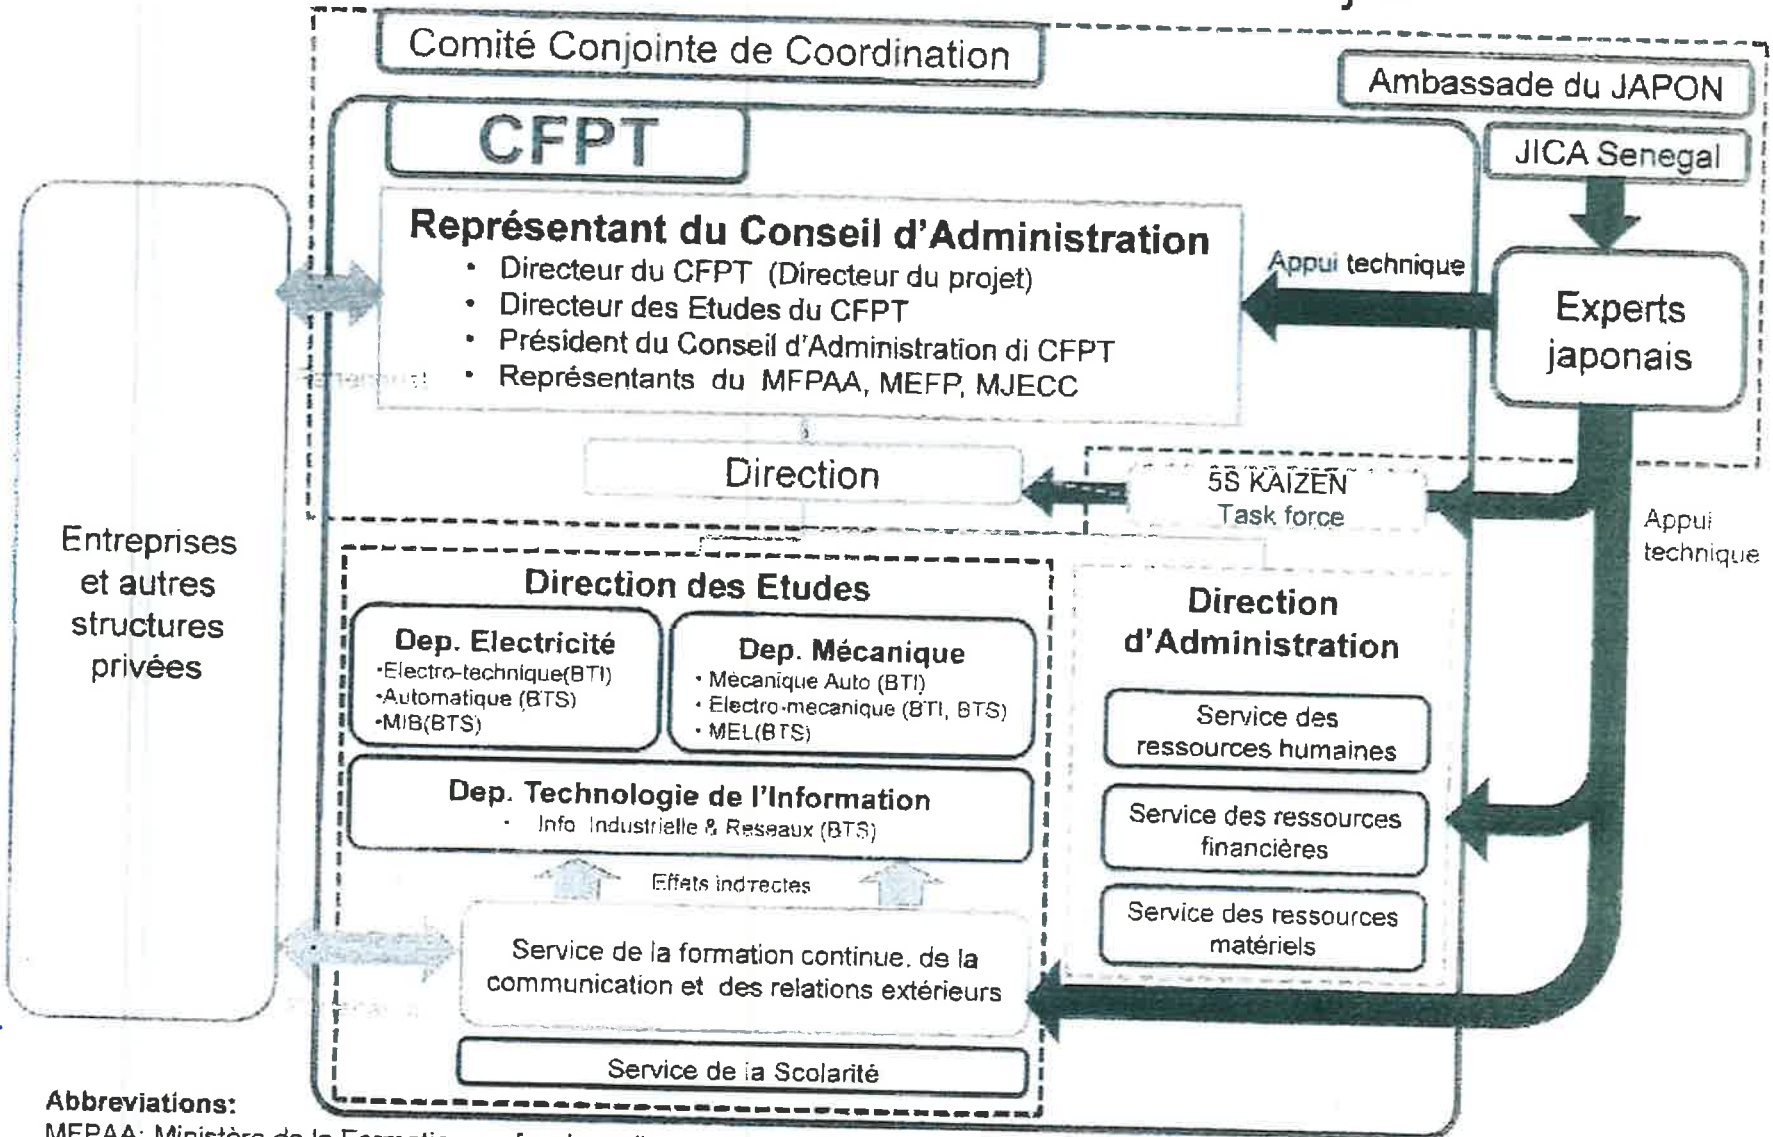 Comité Conjointe de Coordination
Ambassade du JAPON
CFPT
JICA Senegal
Représentant du Conseil d'Administration
• Directeur du CFPT (Directeur du projet)
• Directeur des Etudes du CFPT
• Président du Conseil d'Administration di CFPT
• Représentants du MFPAA, MEFP, MJECC
Appui technique
Experts
japonais
Direction
5S KAIZEN
Task force
Appui
technique
Entreprises
et autres
structures
privées
Direction des Etudes
Dep. Electricité
•Electro-technique(BTI)
•Automatique (BTS)
•MIB(BTS)
Dep. Mécanique
• Mécanique Auto (BTI)
• Electro-mecanique (BTI, BTS)
• MEL(BTS)
Dep. Technologie de l'Information
• Info Industrielle & Reseaux (BTS)
Effets indirectes
Service de la formation continue, de la
communication et des relations extérieurs
Service de la Scolarité
Direction
d'Administration
Service des
ressources humaines
Service des ressources
financières
Service des ressources
matériels
Abbreviations:
MFPAA: Ministère de la Formation